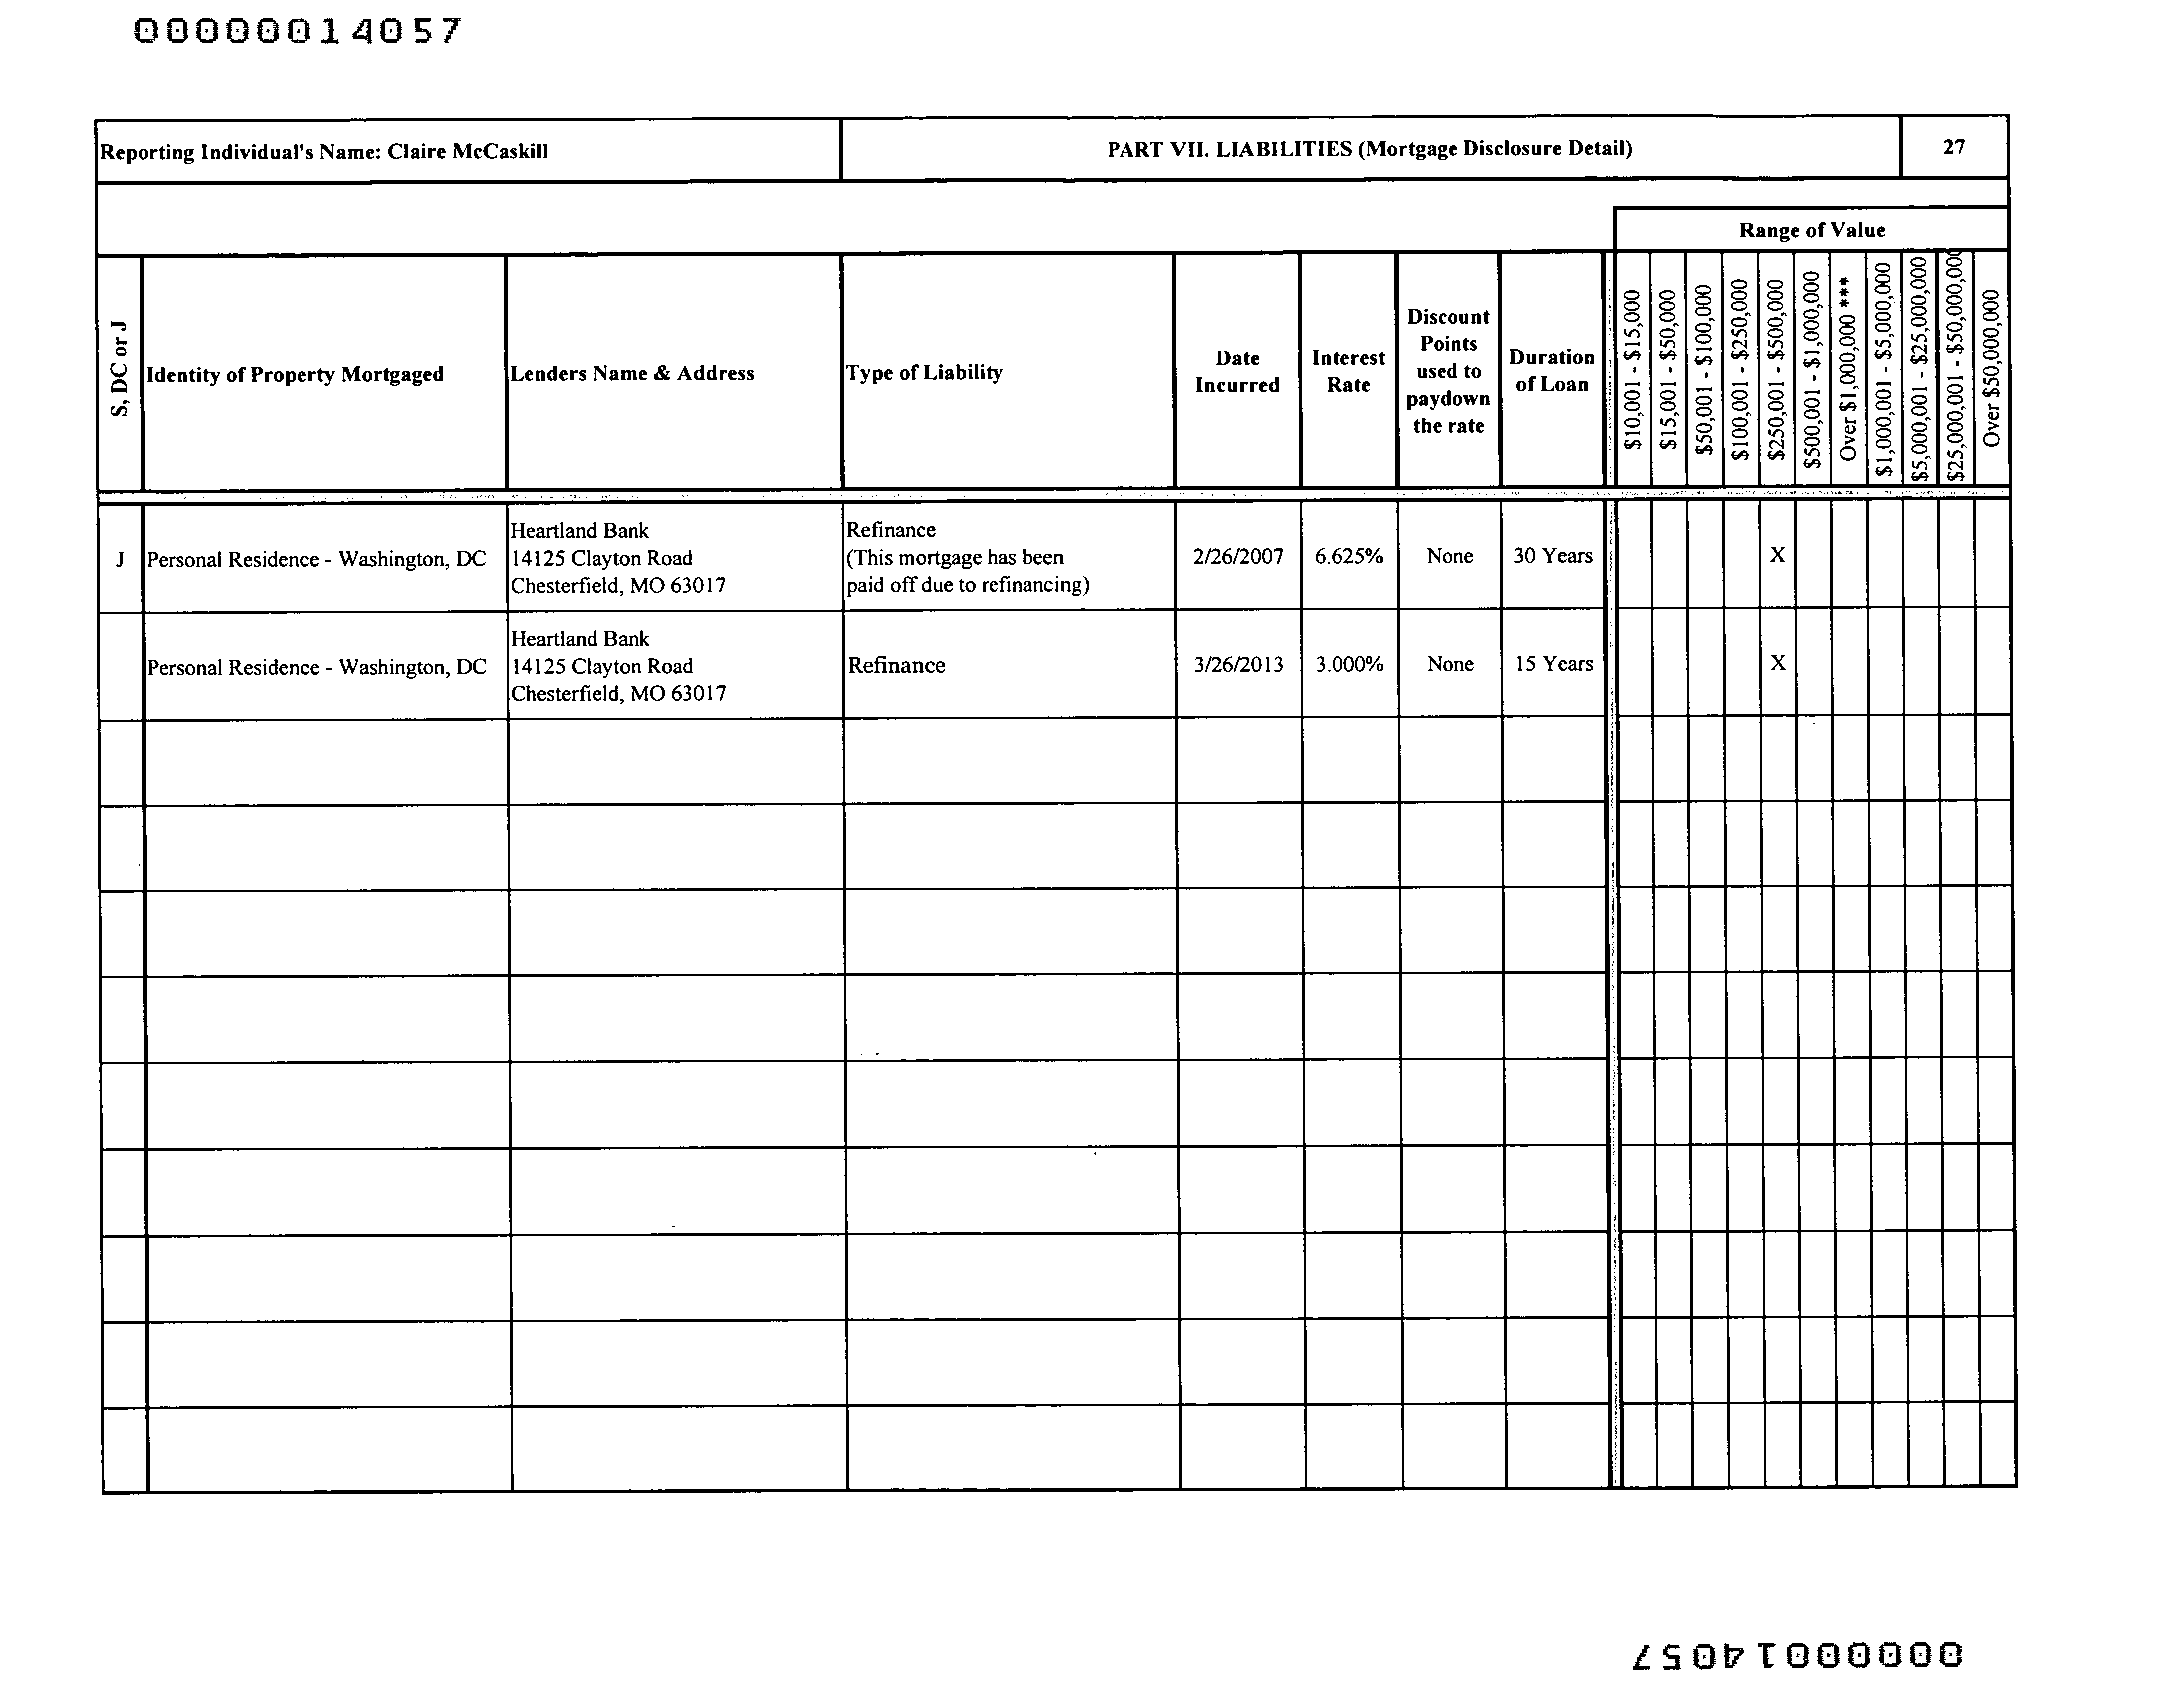 00000014057
Reporting Individual's Name: Claire McCaskill
PART VII. LIABILITIES (Mortgage Disclosure Detail)
27
Range of Value
S, DC or J
Identity of Property Mortgaged
Lenders Name & Address
Type of Liability
Date
Incurred
Interest
Rate
Discount
Points
used to
paydown
the rate
Duration
of Loan
$10,001 - $15,000
$15,001 - $50,000
$50,001 - $100,000
$100,001 - $250,000
$250,001 - $500,000
$500,001 - $1,000,000
Over $1,000,000 ***
$1,000,001 - $5,000,000
$5,000,001 - $25,000,000
$25,000,001 - $50,000,000
Over $50,000,000
J
Personal Residence - Washington, DC
Heartland Bank
14125 Clayton Road
Chesterfield, MO 63017
Refinance
(This mortgage has been
paid off due to refinancing)
2/26/2007
6.625%
None
30 Years
X
Personal Residence - Washington, DC
Heartland Bank
14125 Clayton Road
Chesterfield, MO 63017
Refinance
3/26/2013
3.000%
None
15 Years
X
00000014057